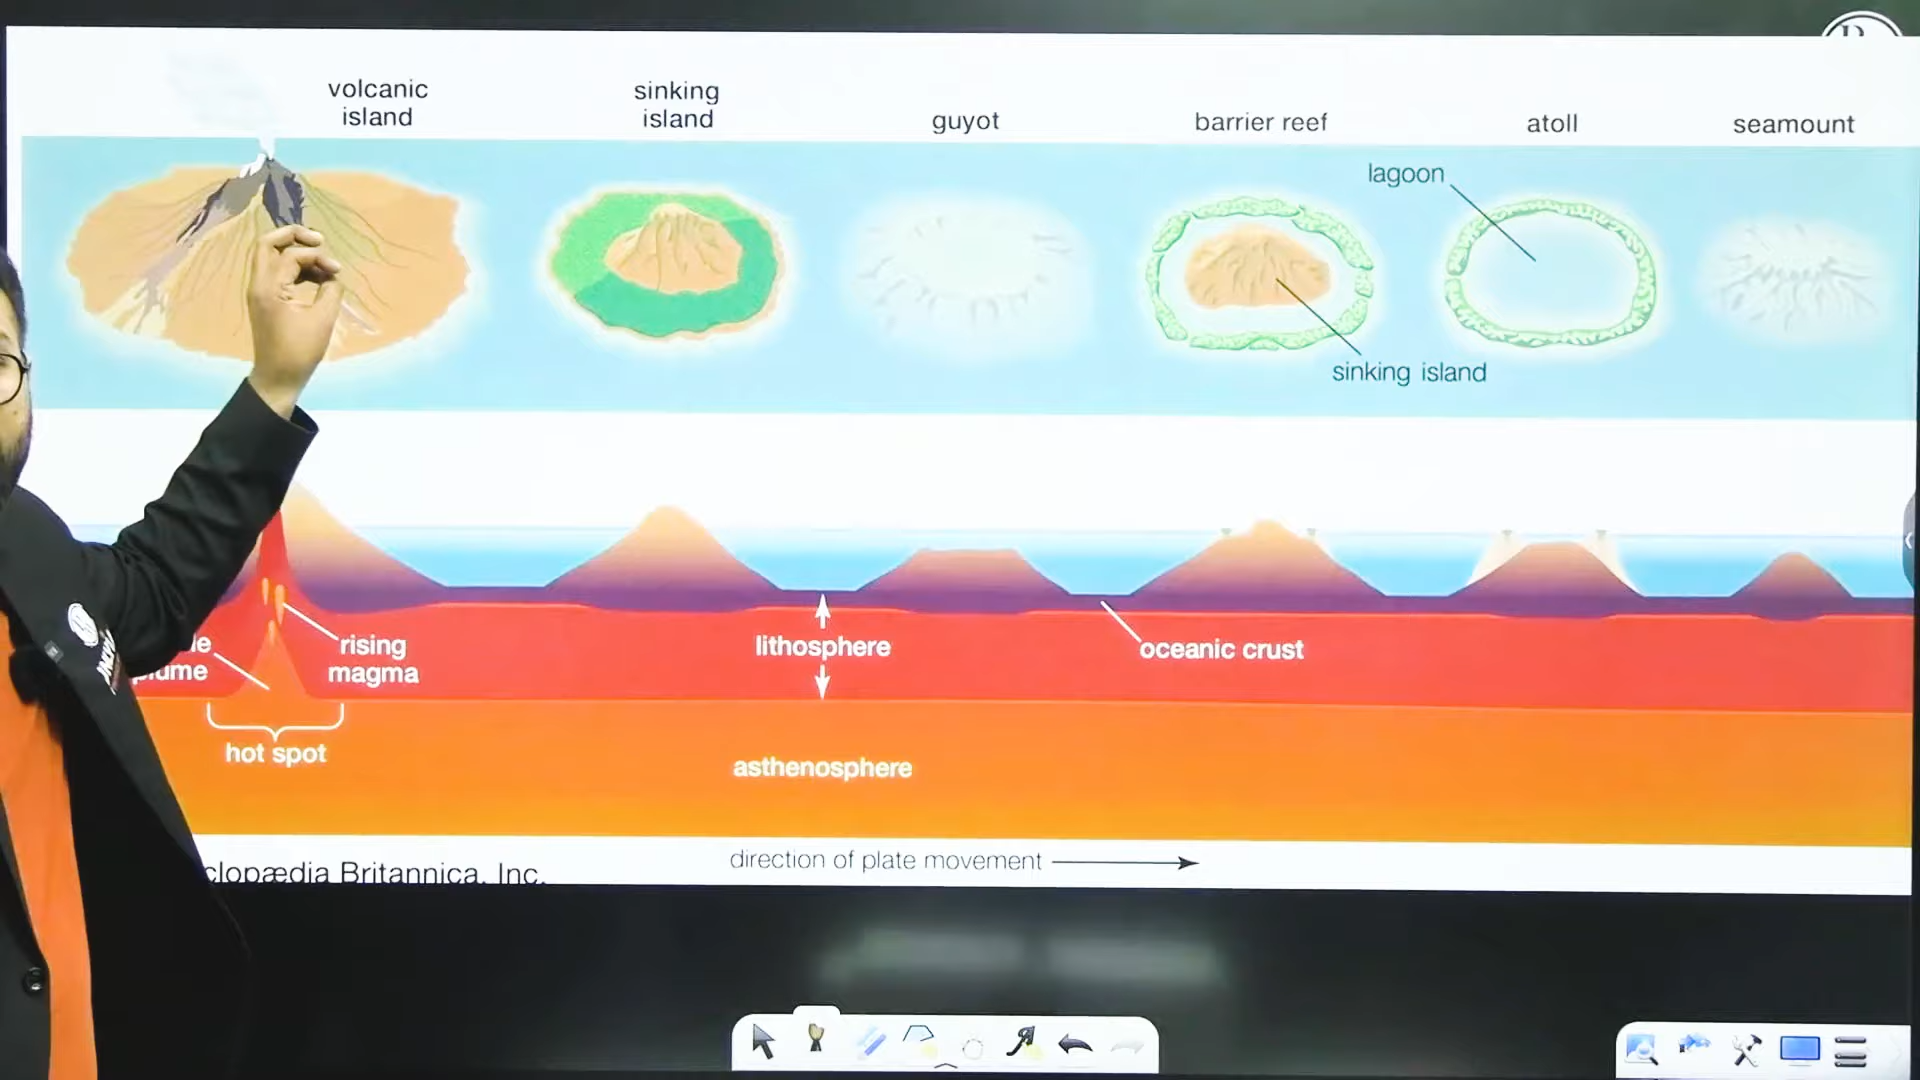 volcanic
island
sinking
island
guyot
barrier reef
atoll
seamount
lagoon
sinking island
rising
magma
lithosphere
oceanic crust
hot spot
asthenosphere
direction of plate movement
Britannica, Inc.